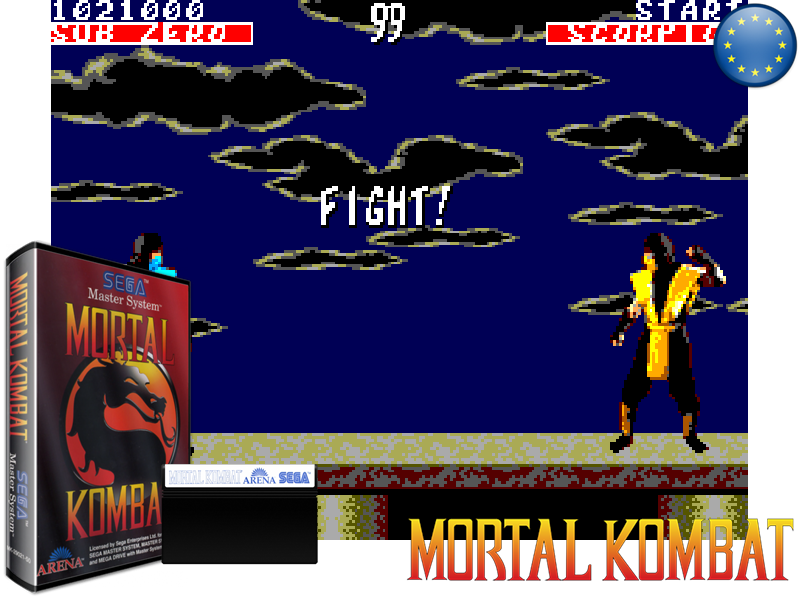 1021000
START
99
SUB ZERO
FIGHT!
SEGA
Master System
MORTAL
KOMBAT
ARENA
MORTAL KOMBAT
SEGA
Master System
MORTAL KOMBAT ARENA SEGA
MORTAL KOMBAT